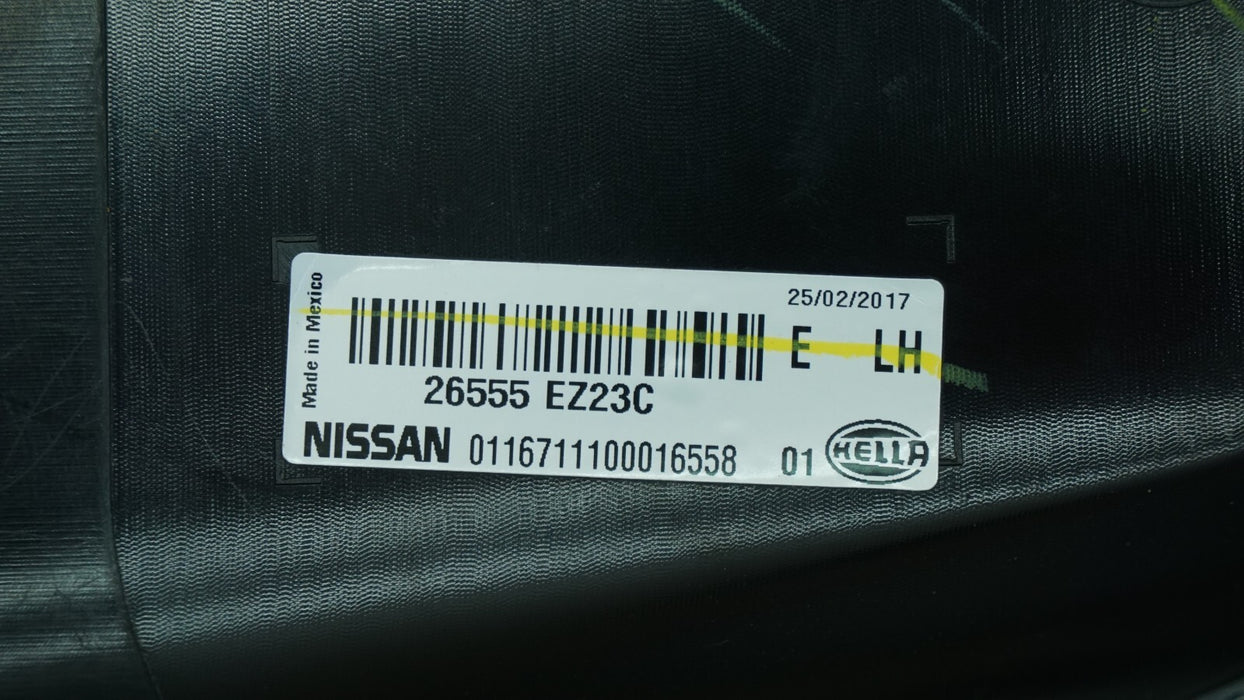 Made in Mexico
25/02/2017
E LH
26555 EZ23C
NISSAN 0116711100016558 01 HELLA